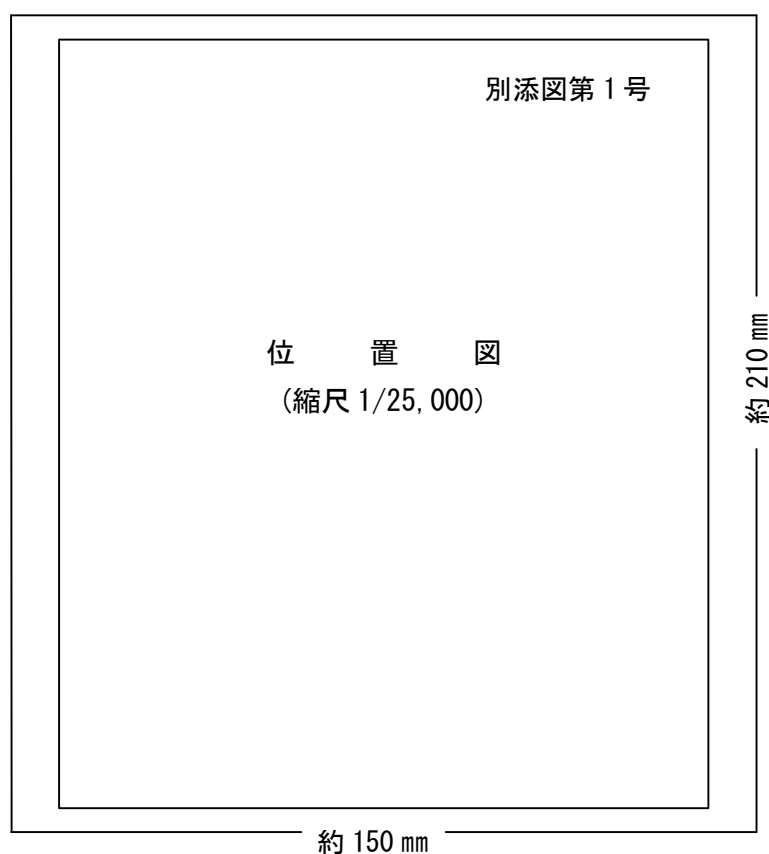 別添図第1号
位 置 図
(縮尺 1/25,000)
約 210 ㎜
約 150 ㎜